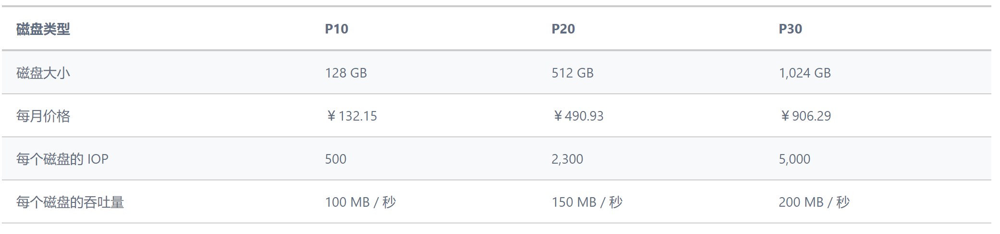 磁盘类型 P10 P20 P30
磁盘大小 128 GB 512 GB 1,024 GB
每月价格 ￥132.15 ￥490.93 ￥906.29
每个磁盘的 IOP 500 2,300 5,000
每个磁盘的吞吐量 100 MB / 秒 150 MB / 秒 200 MB / 秒